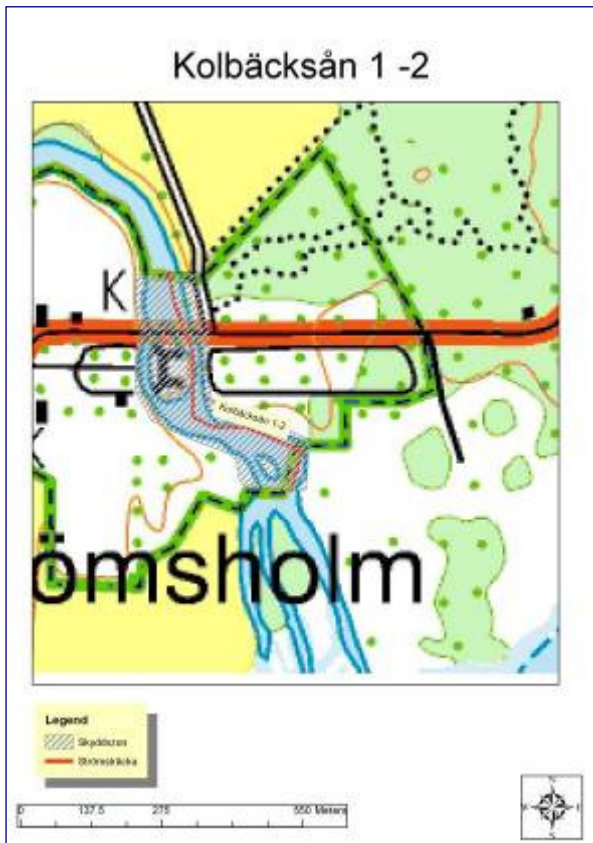 Kolbäcksån 1 -2
K
Kolbäcksån 1-2
K
ömsholm
Legend
Skyddszon
Strömsträcka
0 137.5 275 550 Meters
N
W E
S